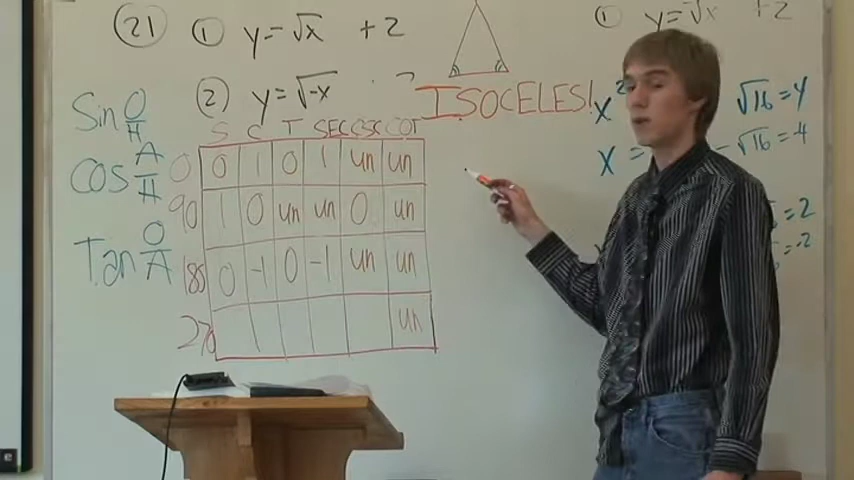 21 ① y=√x +2
② y=√-x
ISOCELES!
Sin O/H
COS A/H
Tan O/A
S C T SEC CSC COT
0 0 1 0 1 un un
90 1 0 un un 0 un
180 0 -1 0 -1 un un
270 un
① y=√x +2
x² √16=4
x = -√16=-4
=2
=-2